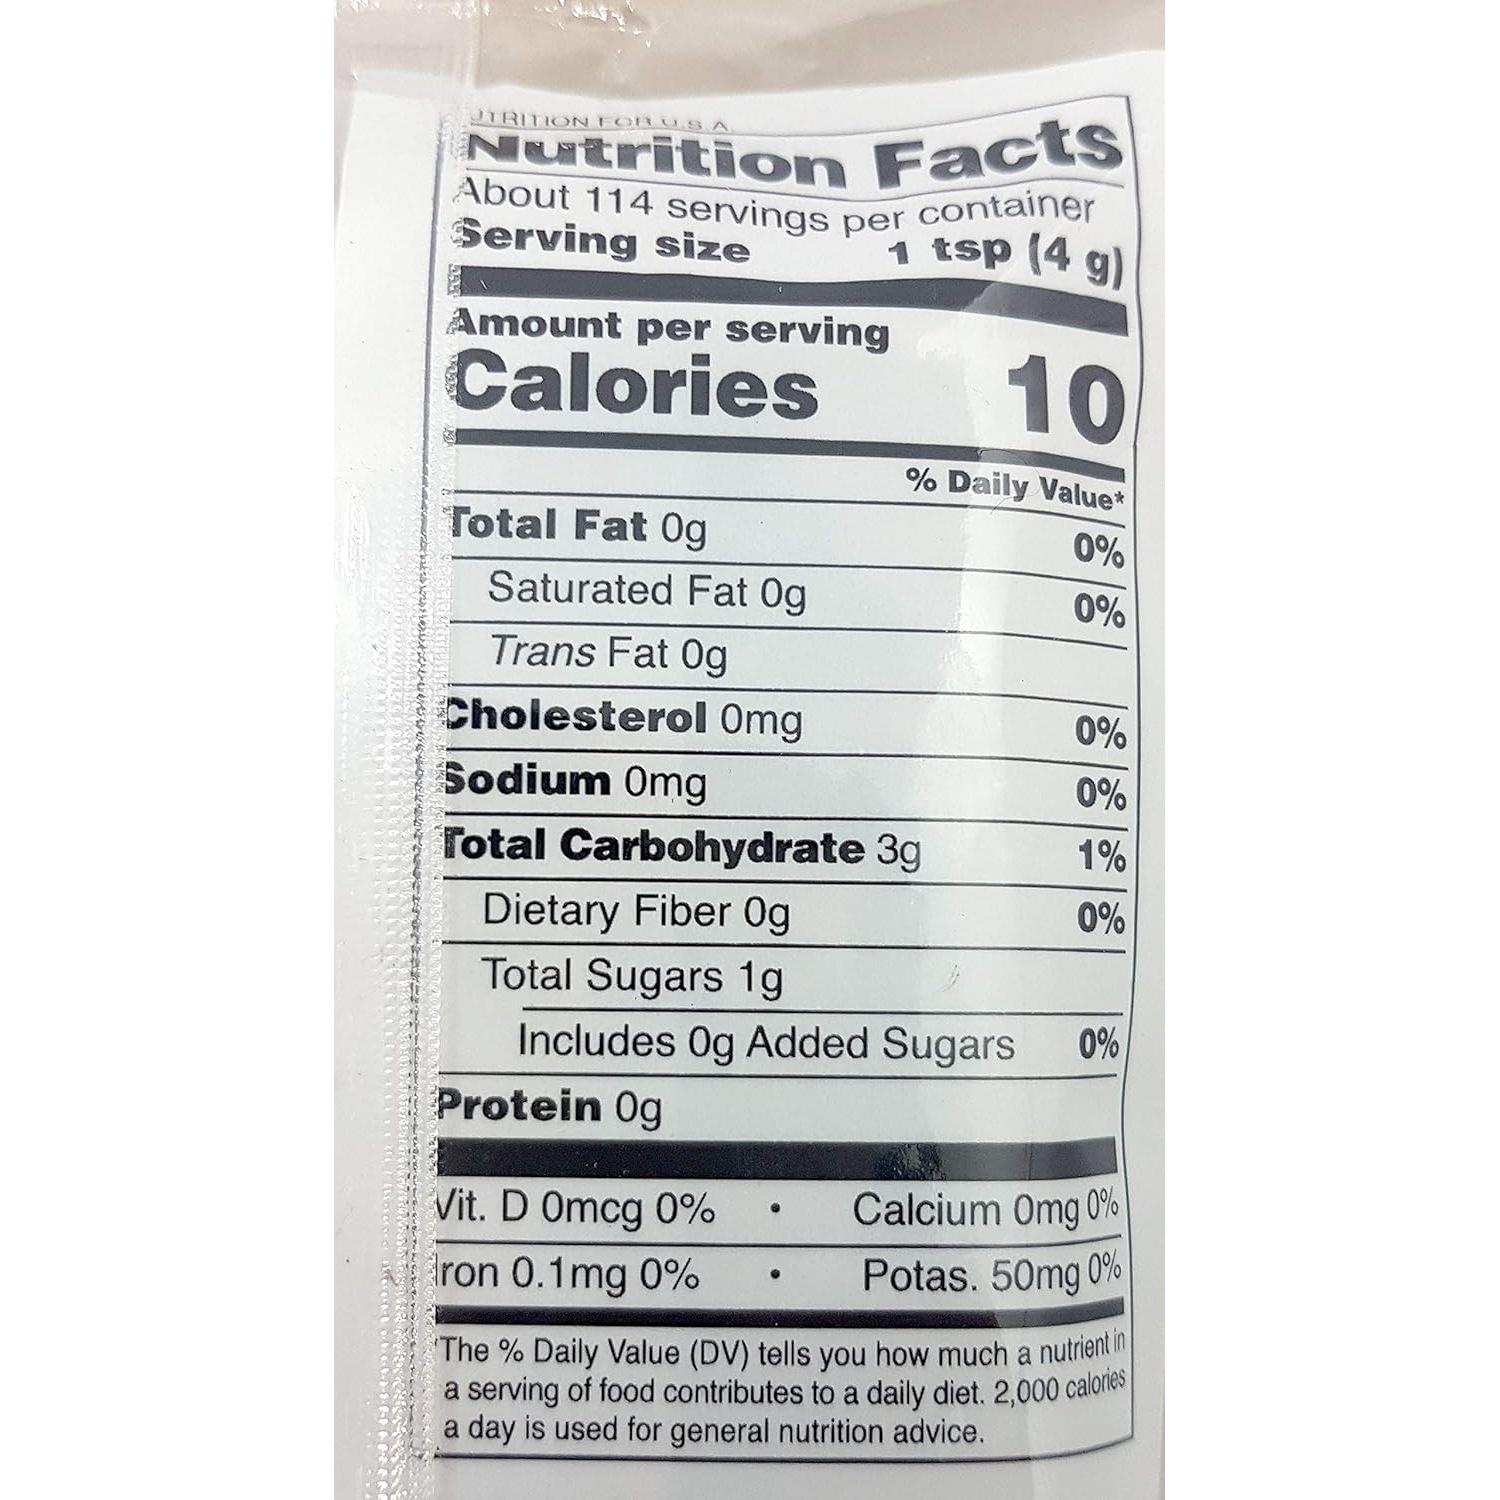 UTRITION FOR U.S.A.
Nutrition Facts
About 114 servings per container
Serving size 1 tsp (4 g)
Amount per serving
Calories 10
% Daily Value*
Total Fat 0g 0%
Saturated Fat 0g 0%
Trans Fat 0g
Cholesterol 0mg 0%
Sodium 0mg 0%
Total Carbohydrate 3g 1%
Dietary Fiber 0g 0%
Total Sugars 1g
Includes 0g Added Sugars 0%
Protein 0g
Vit. D 0mcg 0% • Calcium 0mg 0%
Iron 0.1mg 0% • Potas. 50mg 0%
*The % Daily Value (DV) tells you how much a nutrient in
a serving of food contributes to a daily diet. 2,000 calories
a day is used for general nutrition advice.